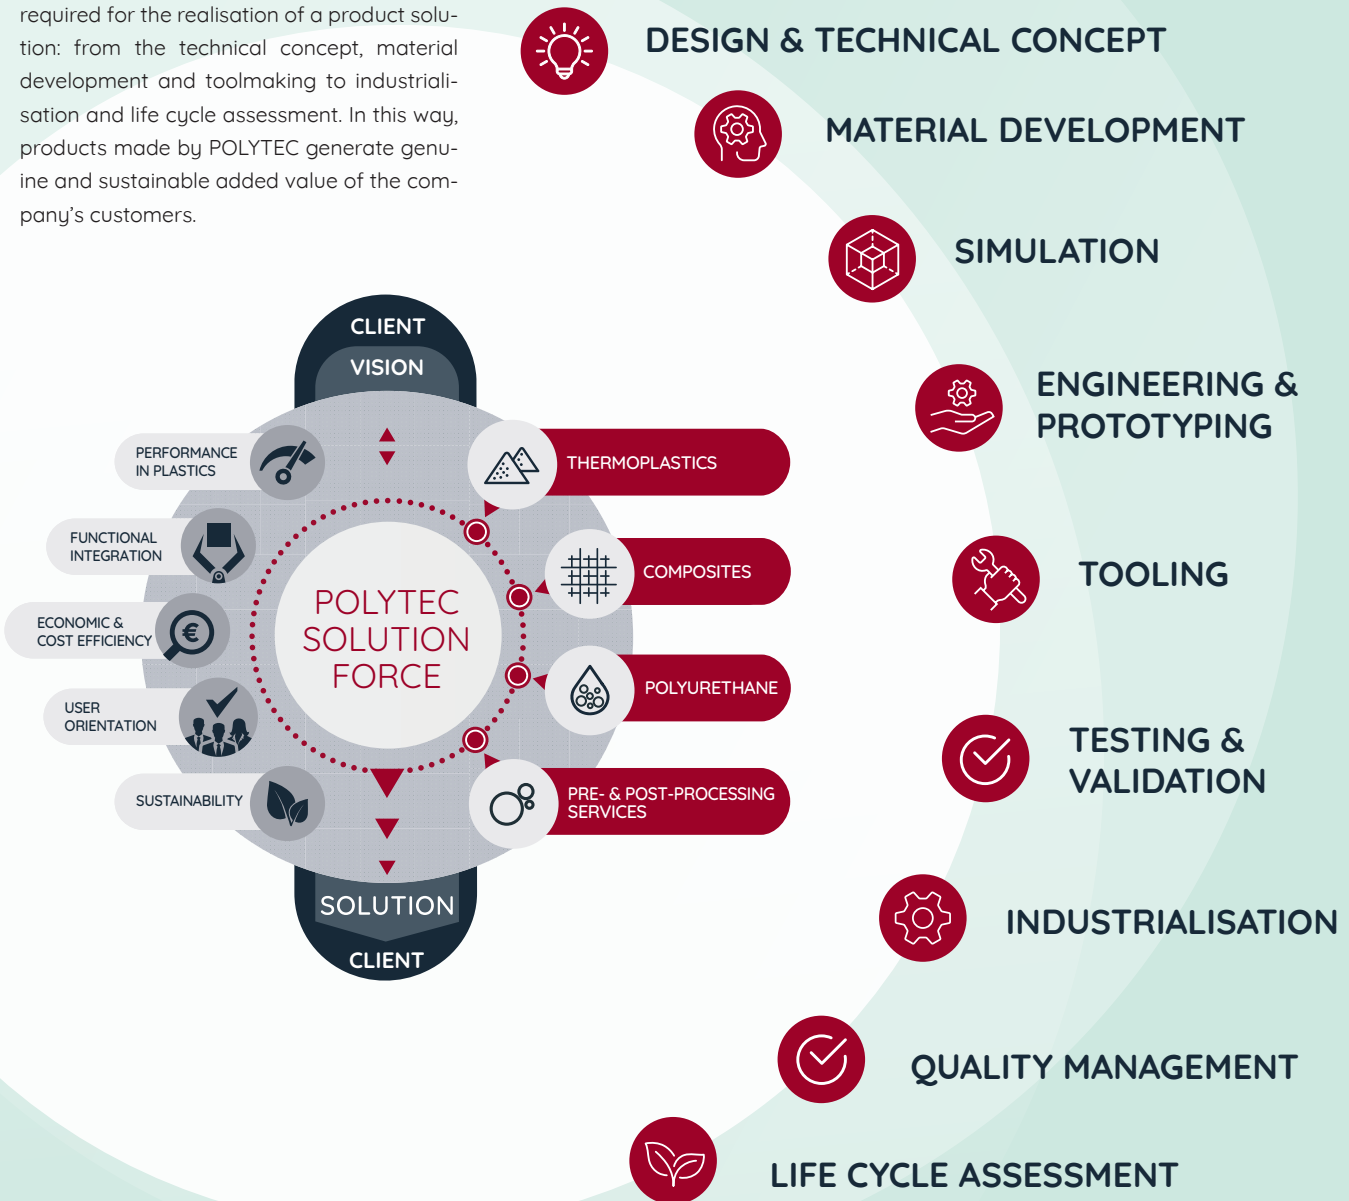 required for the realisation of a product solu-
tion: from the technical concept, material
development and toolmaking to industriali-
sation and life cycle assessment. In this way,
products made by POLYTEC generate genu-
ine and sustainable added value of the com-
pany's customers.
DESIGN & TECHNICAL CONCEPT
MATERIAL DEVELOPMENT
SIMULATION
ENGINEERING &
PROTOTYPING
TOOLING
TESTING &
VALIDATION
INDUSTRIALISATION
QUALITY MANAGEMENT
LIFE CYCLE ASSESSMENT
CLIENT
VISION
PERFORMANCE
IN PLASTICS
FUNCTIONAL
INTEGRATION
ECONOMIC &
COST EFFICIENCY
€
USER
ORIENTATION
SUSTAINABILITY
POLYTEC
SOLUTION
FORCE
THERMOPLASTICS
COMPOSITES
POLYURETHANE
PRE- & POST-PROCESSING
SERVICES
SOLUTION
CLIENT